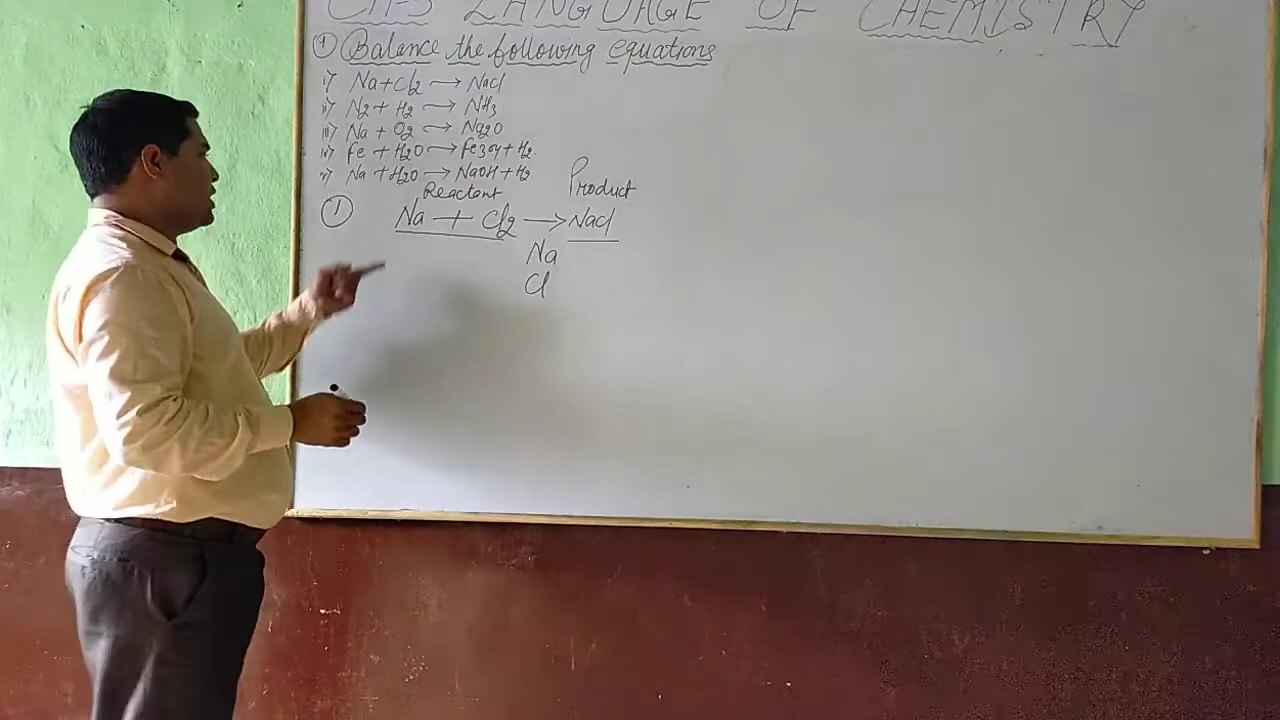 CH-5 LANGUAGE OF CHEMISTRY
① Balance the following equations
i) Na + Cl2 → Nacl
ii) N2 + H2 → NH3
iii) Na + O2 → Na2O
iv) Fe + H2O → Fe3O4 + H2.
v) Na + H2O → NaOH + H2
Reactant Product
① Na + Cl2 → Nacl
Na
Cl